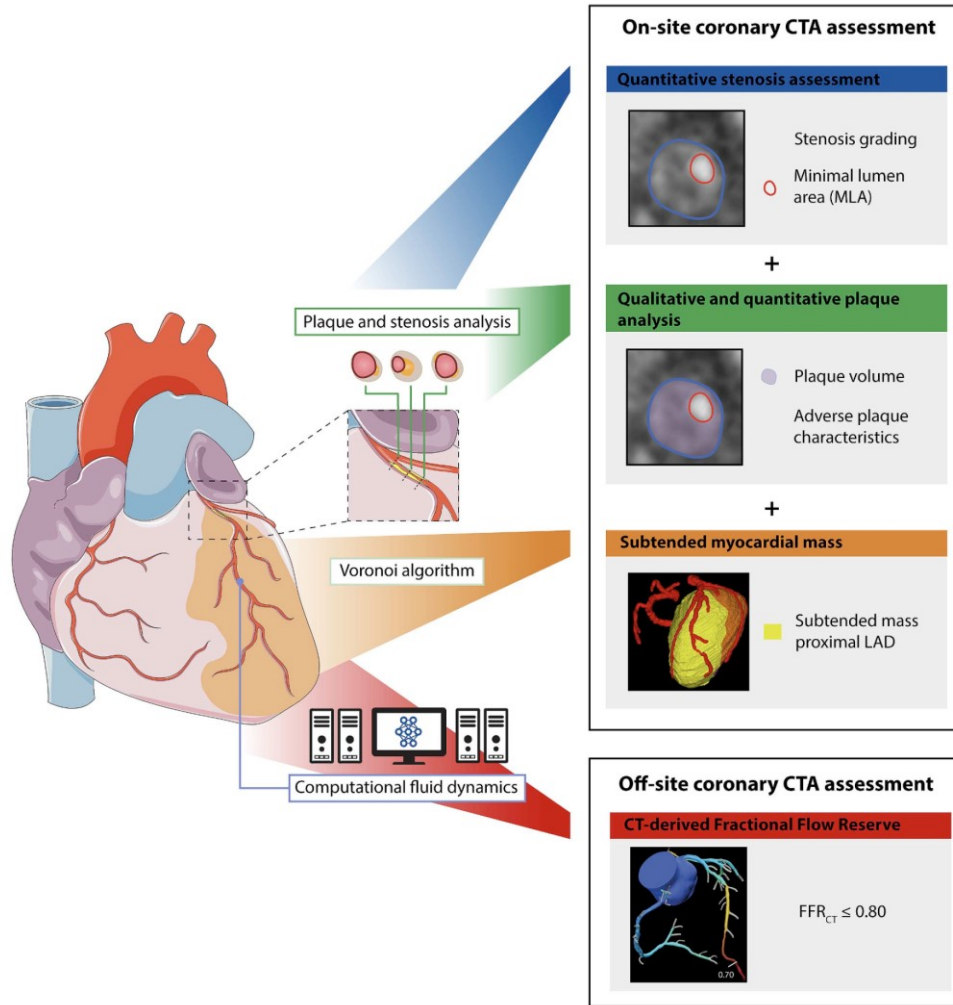 On-site coronary CTA assessment
Quantitative stenosis assessment
Stenosis grading
Minimal lumen
area (MLA)
+
Qualitative and quantitative plaque
analysis
Plaque volume
Adverse plaque
characteristics
+
Subtended myocardial mass
Subtended mass
proximal LAD
Plaque and stenosis analysis
Voronoi algorithm
Computational fluid dynamics
Off-site coronary CTA assessment
CT-derived Fractional Flow Reserve
FFRCT ≤ 0.80
0.70